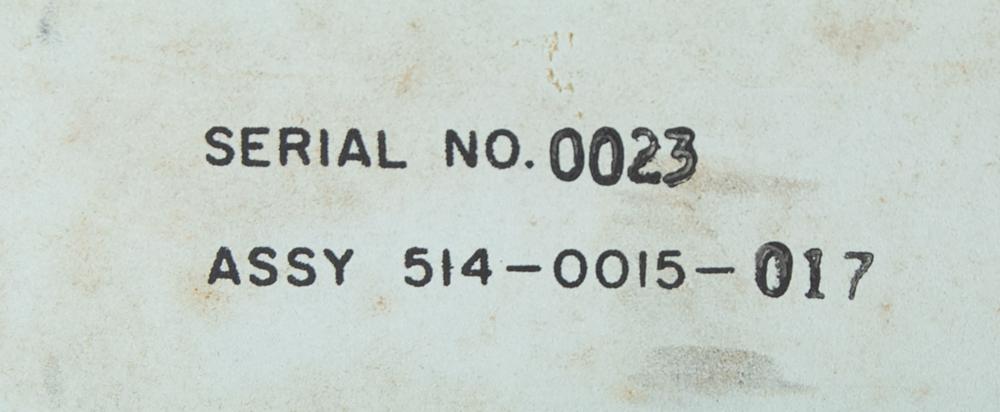 SERIAL NO. 0023
ASSY 514-0015-017